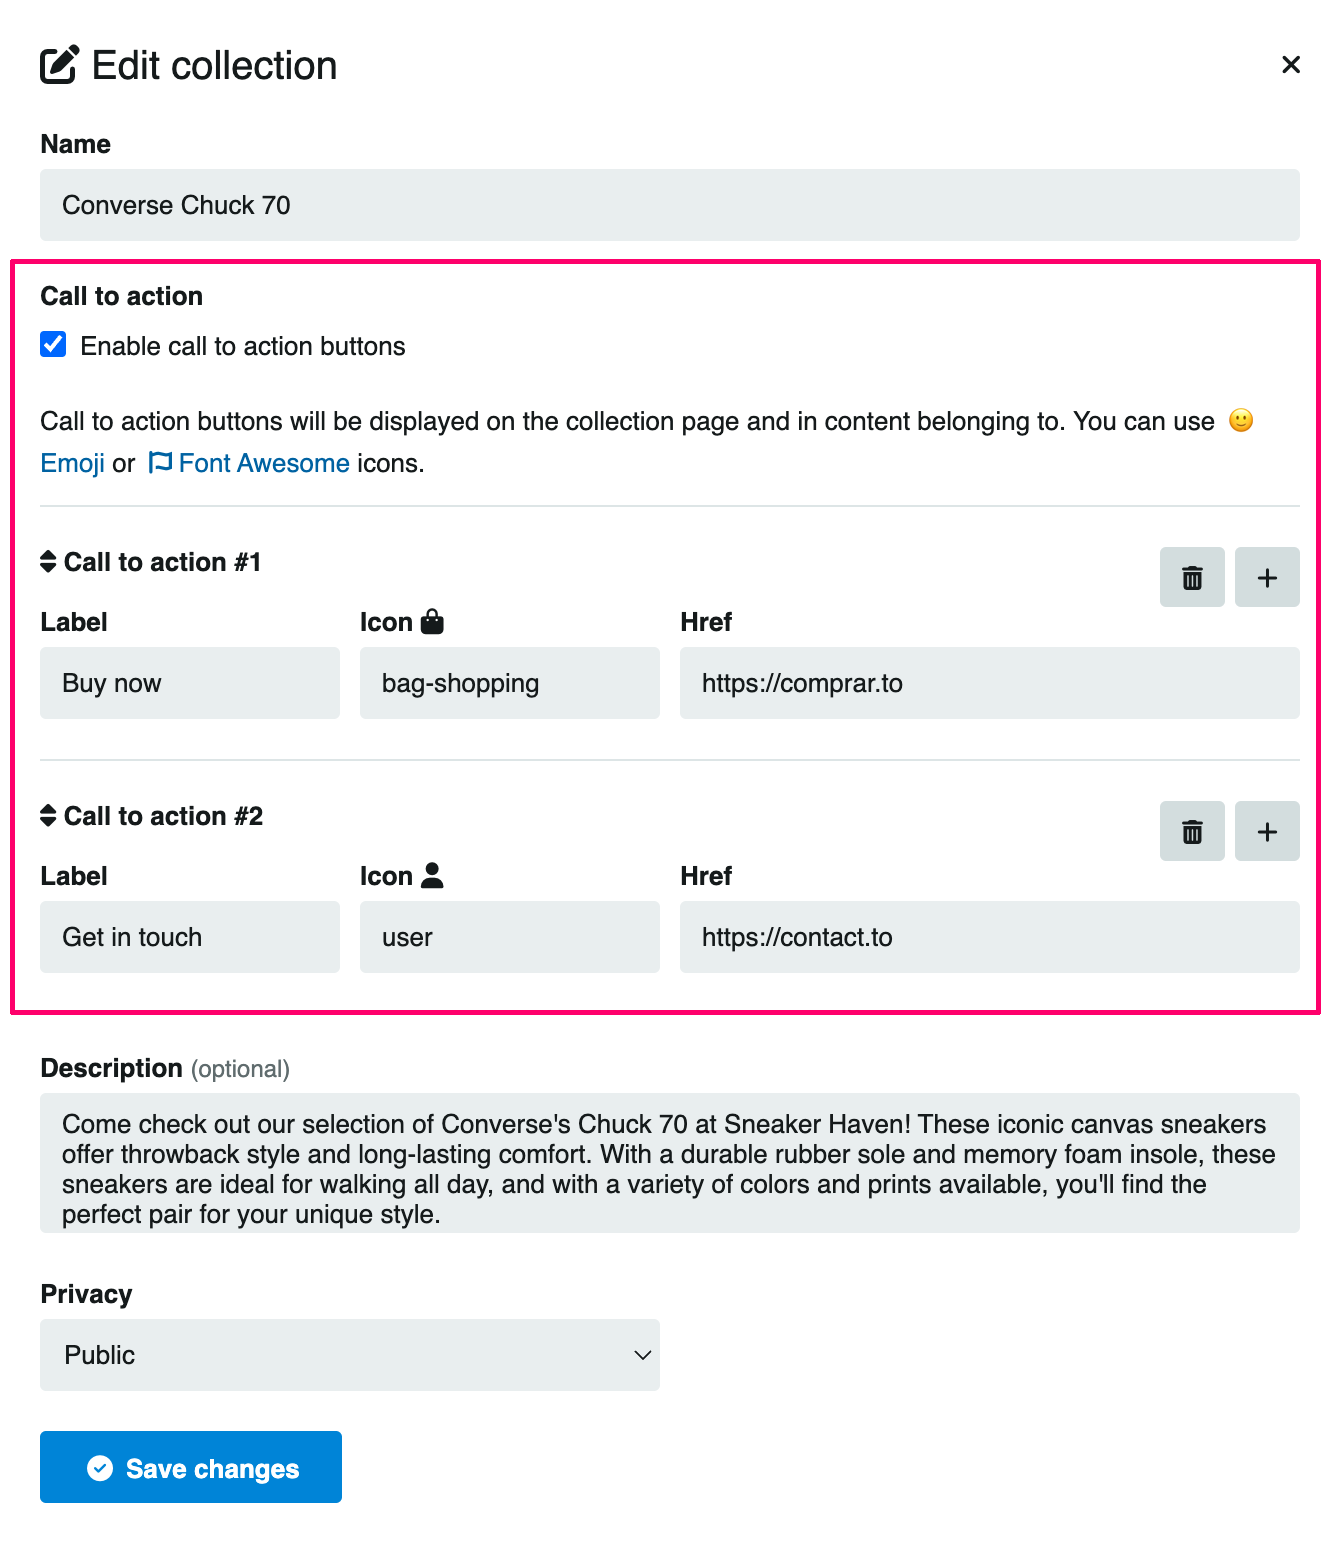 Edit collection
Name
Converse Chuck 70
Call to action
Enable call to action buttons
Call to action buttons will be displayed on the collection page and in content belonging to. You can use 🙂
Emoji or Font Awesome icons.
Call to action #1
Label Icon Href
Buy now bag-shopping https://comprar.to
Call to action #2
Label Icon Href
Get in touch user https://contact.to
Description (optional)
Come check out our selection of Converse's Chuck 70 at Sneaker Haven! These iconic canvas sneakers
offer throwback style and long-lasting comfort. With a durable rubber sole and memory foam insole, these
sneakers are ideal for walking all day, and with a variety of colors and prints available, you'll find the
perfect pair for your unique style.
Privacy
Public
Save changes